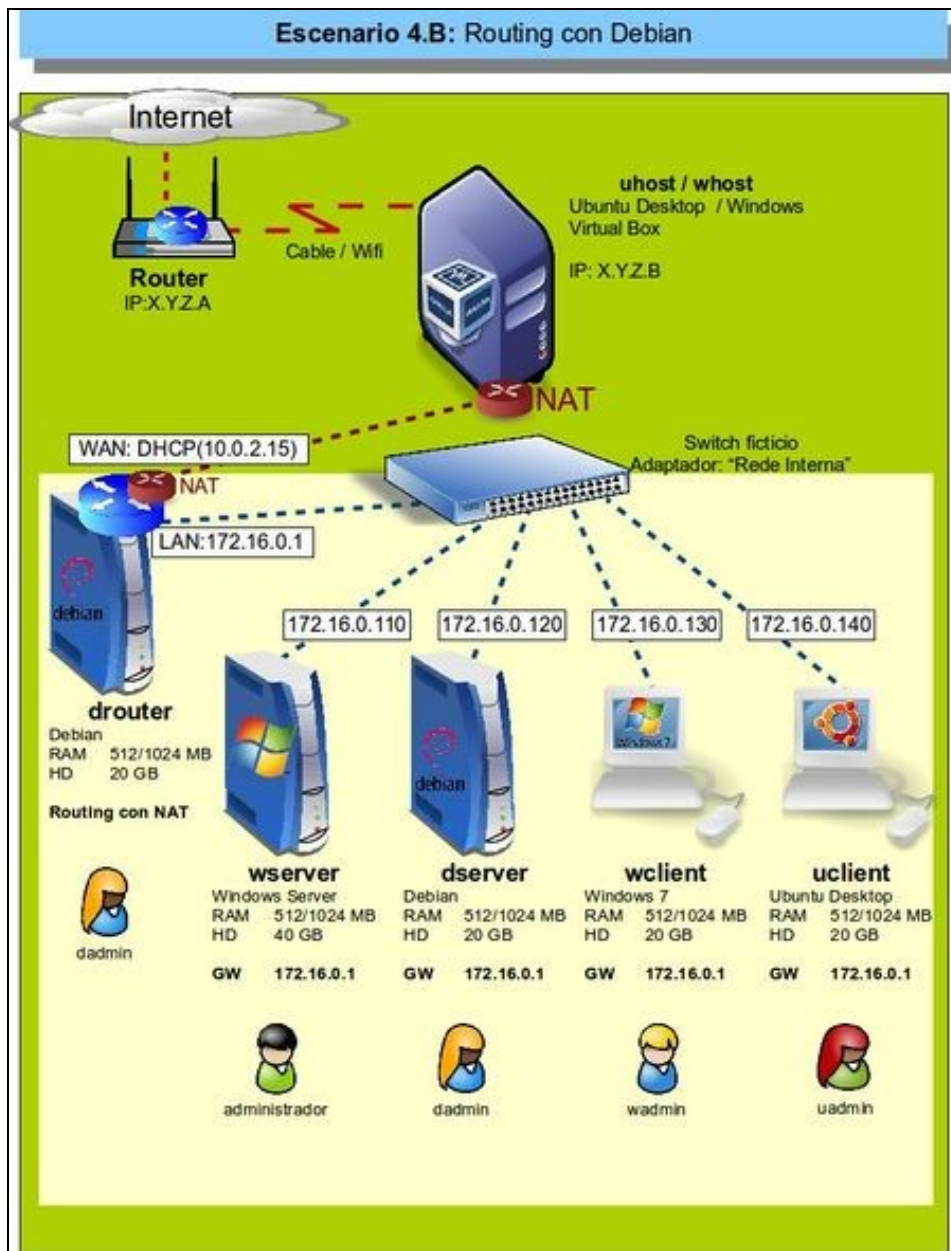 Escenario 4.B: Routing con Debian
Internet
Router
IP:X.Y.Z.A
Cable / Wifi
uhost / whost
Ubuntu Desktop / Windows
Virtual Box
IP: X.Y.Z.B
NAT
WAN: DHCP(10.0.2.15)
NAT
LAN:172.16.0.1
Switch ficticio
Adaptador: "Rede Interna"
debian
drouter
Debian
RAM 512/1024 MB
HD 20 GB
Routing con NAT
dadmin
172.16.0.110
172.16.0.120
172.16.0.130
172.16.0.140
debian
Windows 7
wserver
Windows Server
RAM 512/1024 MB
HD 40 GB
GW 172.16.0.1
administrador
dserver
Debian
RAM 512/1024 MB
HD 20 GB
GW 172.16.0.1
dadmin
wclient
Windows 7
RAM 512/1024 MB
HD 20 GB
GW 172.16.0.1
wadmin
uclient
Ubuntu Desktop
RAM 512/1024 MB
HD 20 GB
GW 172.16.0.1
uadmin